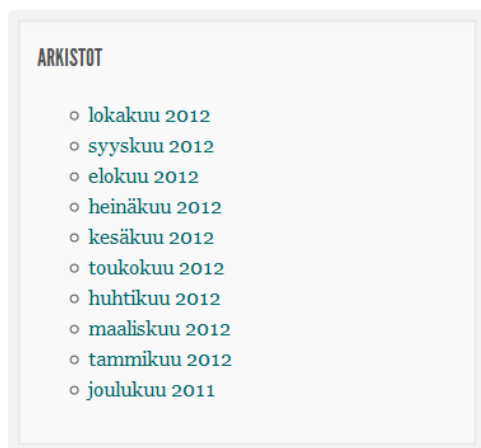 ARKISTOT
lokakuu 2012
syyskuu 2012
elokuu 2012
heinäkuu 2012
kesäkuu 2012
toukokuu 2012
huhtikuu 2012
maaliskuu 2012
tammikuu 2012
joulukuu 2011